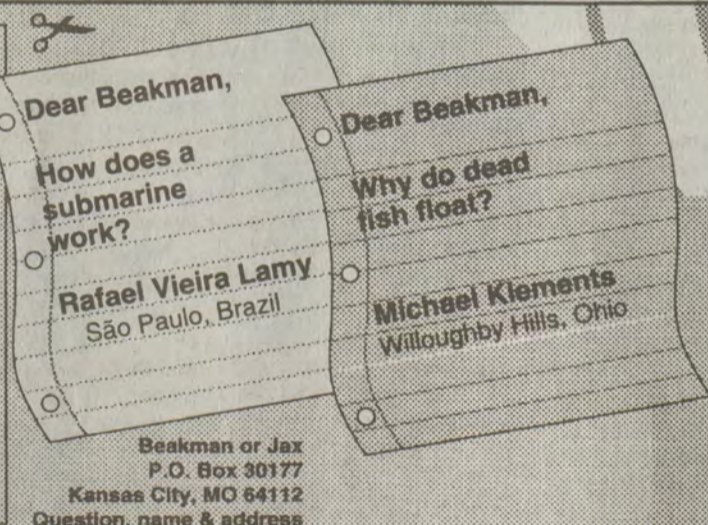 Dear Beakman,
How does a
submarine
work?
Rafael Vieira Lamy
São Paulo, Brazil
Dear Beakman,
Why do dead
fish float?
Michael Klements
Willoughby Hills, Ohio
Beakman or Jax
P.O. Box 30177
Kansas City, MO 64112
Question, name & address